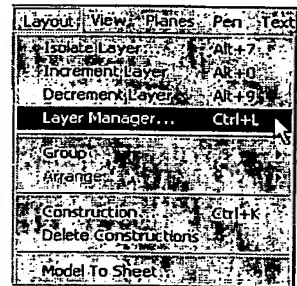 Layout View Planes Pen Text
Isolate Layer Alt+7
Increment Layer Alt+0
Decrement Layer Alt+9
Layer Manager... Ctrl+L
Group
Arrange
Construction... Ctrl+K
Delete Constructions
Model To Sheet